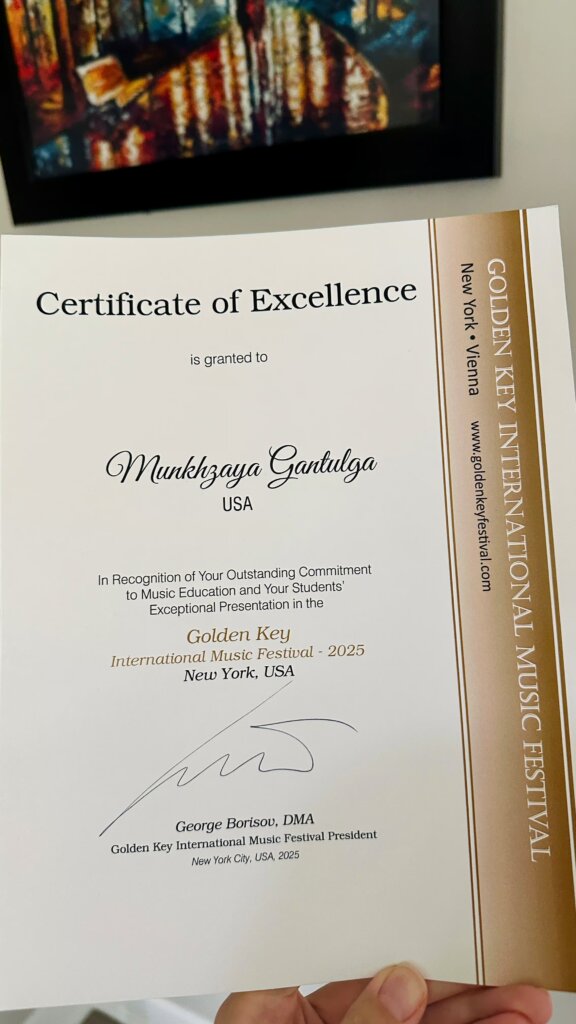 Certificate of Excellence
is granted to
Munkhzaya Gantulga
USA
In Recognition of Your Outstanding Commitment
to Music Education and Your Students'
Exceptional Presentation in the
Golden Key
International Music Festival - 2025
New York, USA
George Borisov, DMA
Golden Key International Music Festival President
New York City, USA, 2025
GOLDEN KEY INTERNATIONAL MUSIC FESTIVAL
New York • Vienna www.goldenkeyfestival.com